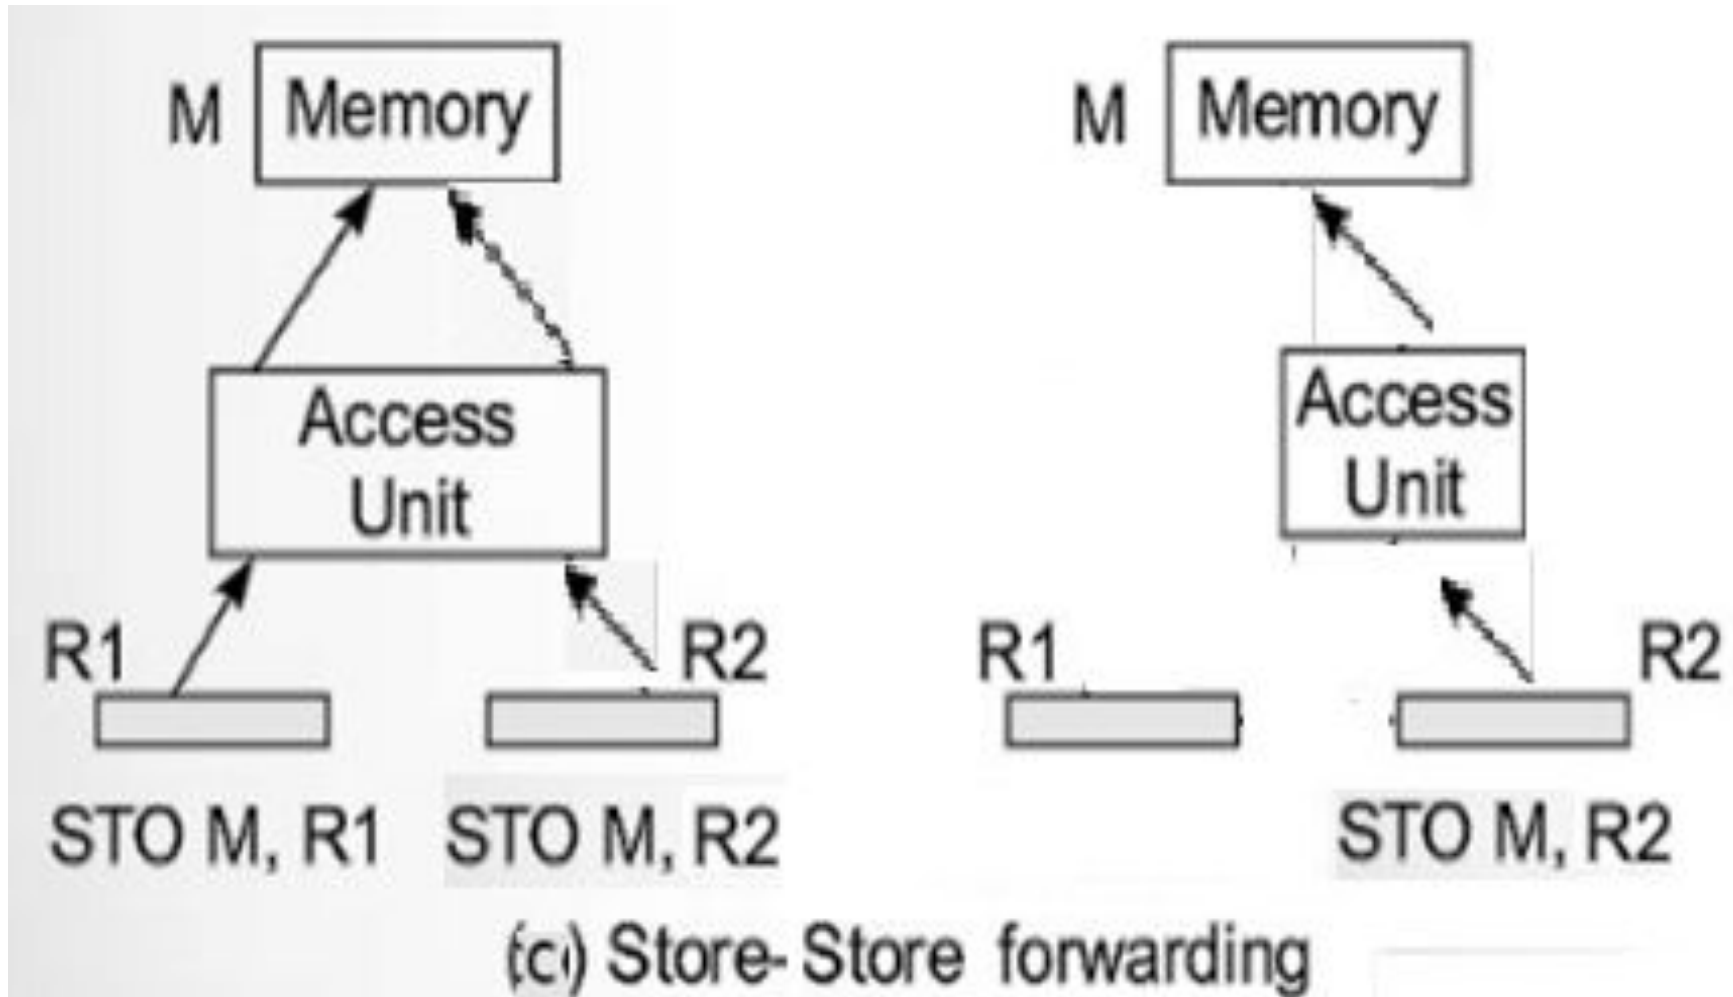 M Memory M Memory
Access Access
Unit Unit
R1 R2 R1 R2
STO M, R1 STO M, R2 STO M, R2
(c) Store-Store forwarding